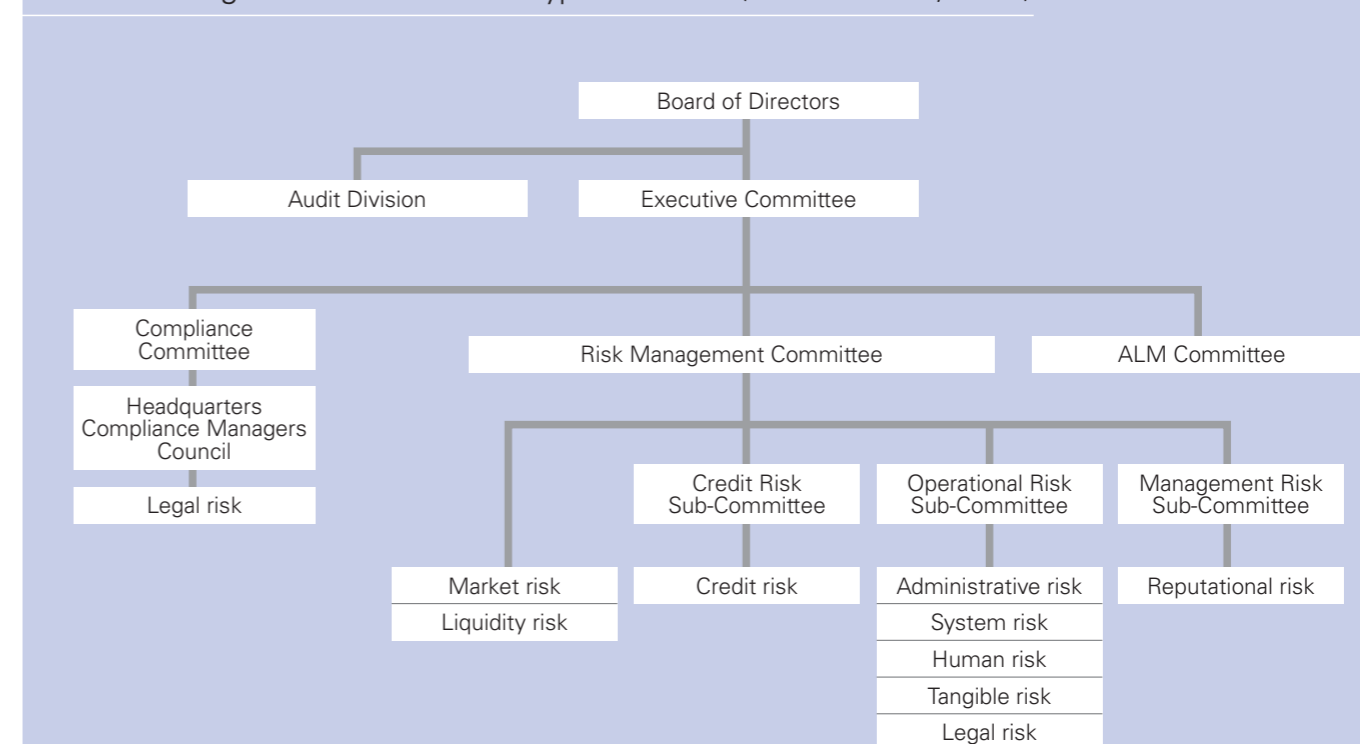 Board of Directors
Audit Division
Executive Committee
Compliance
Committee
Risk Management Committee
ALM Committee
Headquarters
Compliance Managers
Council
Legal risk
Credit Risk
Sub-Committee
Operational Risk
Sub-Committee
Management Risk
Sub-Committee
Market risk
Liquidity risk
Credit risk
Administrative risk
System risk
Human risk
Tangible risk
Legal risk
Reputational risk